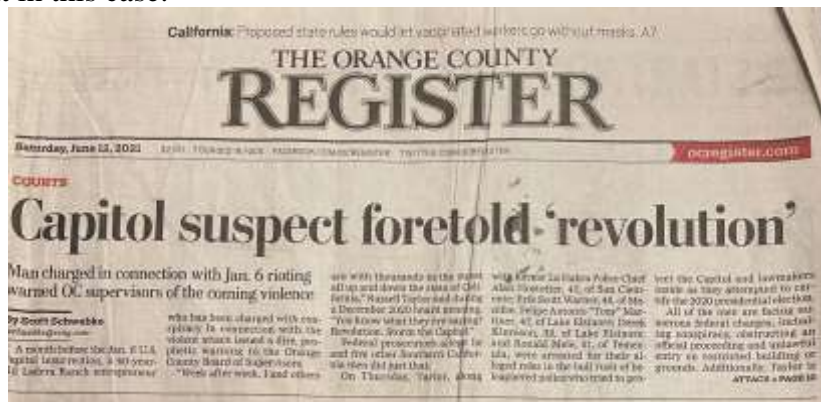 t in this case.
California: Proposed state rules would let vaccinated workers go without masks. A7
THE ORANGE COUNTY
REGISTER
Saturday, June 12, 2021
ocregister.com
COURTS
Capitol suspect foretold ‘revolution’
Man charged in connection with Jan. 6 rioting
warned OC supervisors of the coming violence
By Scott Schwebke
A month before the Jan. 6 U.S.
Capitol insurrection, a 40-year-
old Ladera Ranch entrepreneur
who has been charged with con-
spiracy in connection with the
violent attack issued a dire, pro-
phetic warning to the Orange
County Board of Supervisors.
“Week after week, I and others
are with thousands in the street
all up and down the state of Cali-
fornia,” Russell Taylor said during
a December 2020 board meeting.
“You know what they are saying?
Revolution. Storm the Capitol.”
Federal prosecutors allege he
and five other Southern Califor-
nia men did just that.
On Thursday, Taylor, along
with former La Habra Police Chief
Alan Hostetter, of San Clem-
ente; Erik Scott Warner, 45, of Me-
nifee; Felipe Antonio “Tony” Mar-
tinez, 47, of Lake Elsinore; Derek
Kinnison, of Lake Elsinore,
and Ronald Mele, 51, of Temec-
ula, were arrested for their al-
leged roles in the
leaguered police who tried to pro-
tect the Capitol and lawmakers
inside as they attempted to cer-
tify the 2020 presidential election.
All of the men are facing nu-
merous federal charges, includ-
ing conspiracy, obstructing an
official proceeding and unlawful
entry on restricted building or
grounds. Additionally, Taylor is
ATTACK » PAGE